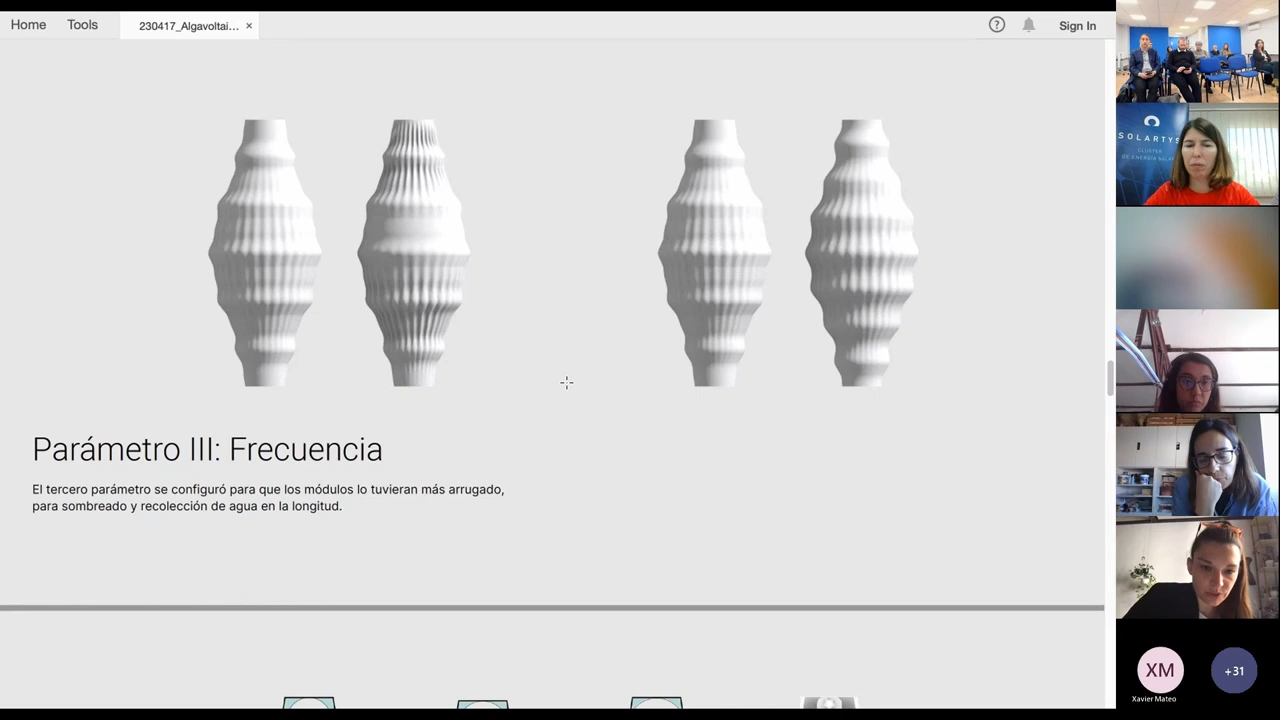 Home
Tools
230417_Algavoltai...
Sign In
Parámetro III: Frecuencia
El tercero parámetro se configuró para que los módulos lo tuvieran más arrugado,
para sombreado y recolección de agua en la longitud.
SOLARTYS
CLUSTER
XM
+31
Xavier Mateo